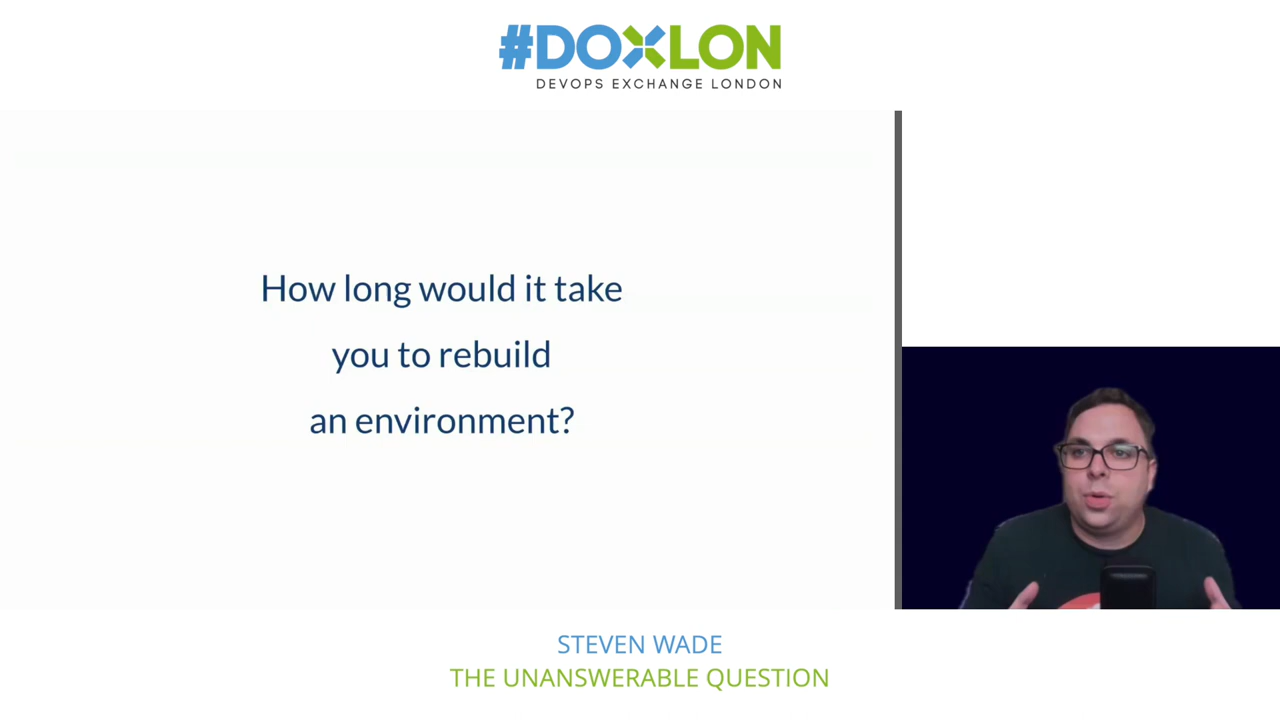 #DOXLON
DEVOPS EXCHANGE LONDON
How long would it take
you to rebuild
an environment?
STEVEN WADE
THE UNANSWERABLE QUESTION